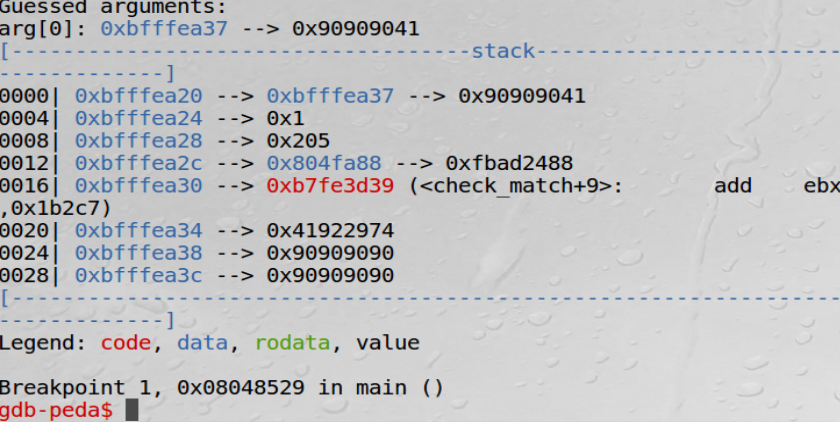 Guessed arguments:
arg[0]: 0xbfffea37 --> 0x90909041
[------------------------------------stack------------------------
-------------]
0000| 0xbfffea20 --> 0xbfffea37 --> 0x90909041
0004| 0xbfffea24 --> 0x1
0008| 0xbfffea28 --> 0x205
0012| 0xbfffea2c --> 0x804fa88 --> 0xfbad2488
0016| 0xbfffea30 --> 0xb7fe3d39 (<check_match+9>:	add	ebx
,0x1b2c7)
0020| 0xbfffea34 --> 0x41922974
0024| 0xbfffea38 --> 0x90909090
0028| 0xbfffea3c --> 0x90909090
[------------------------------------------------------------------
-------------]
Legend: code, data, rodata, value

Breakpoint 1, 0x08048529 in main ()
gdb-peda$